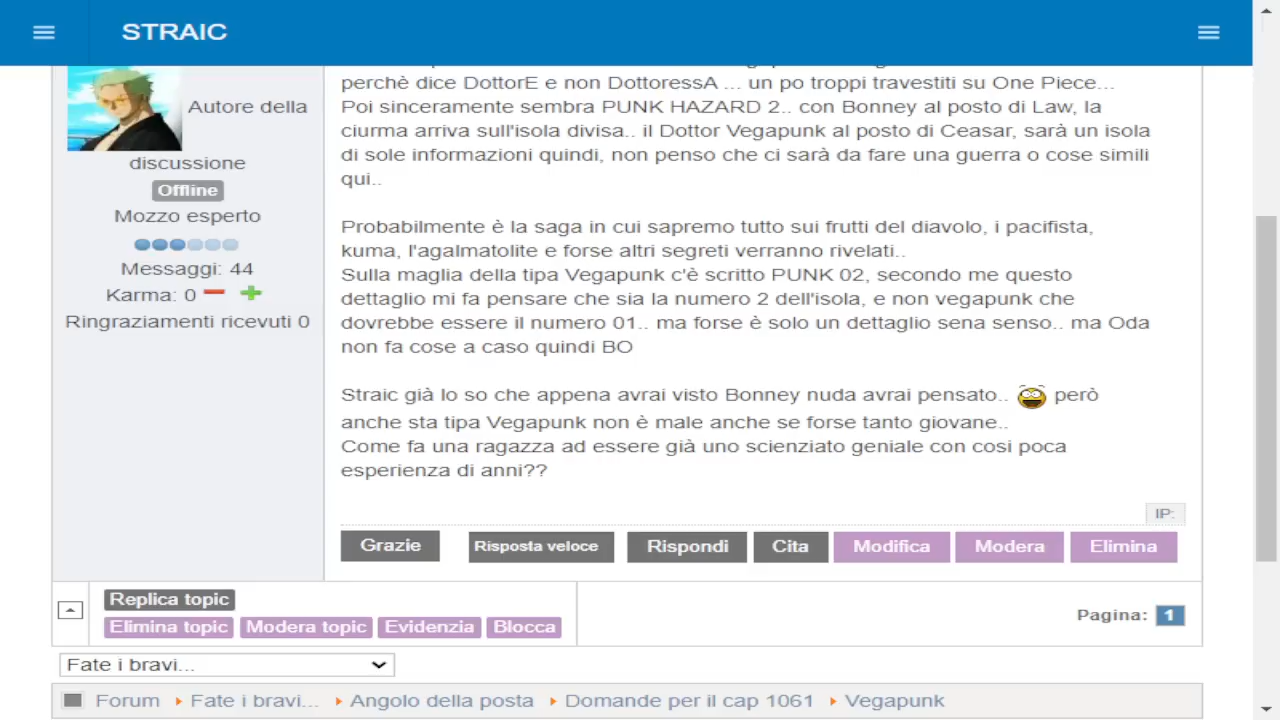 STRAIC
perchè dice DottorE e non DottoressA ... un po troppi travestiti su One Piece...
Poi sinceramente sembra PUNK HAZARD 2.. con Bonney al posto di Law, la
ciurma arriva sull'isola divisa.. il Dottor Vegapunk al posto di Ceasar, sarà un isola
di sole informazioni quindi, non penso che ci sarà da fare una guerra o cose simili
qui..
Probabilmente è la saga in cui sapremo tutto sui frutti del diavolo, i pacifista,
kuma, l'agalmatolite e forse altri segreti verranno rivelati..
Sulla maglia della tipa Vegapunk c'è scritto PUNK 02, secondo me questo
dettaglio mi fa pensare che sia la numero 2 dell'isola, e non vegapunk che
dovrebbe essere il numero 01.. ma forse è solo un dettaglio sena senso.. ma Oda
non fa cose a caso quindi BO
Straic già lo so che appena avrai visto Bonney nuda avrai pensato.. però
anche sta tipa Vegapunk non è male anche se forse tanto giovane..
Come fa una ragazza ad essere già uno scienziato geniale con cosi poca
esperienza di anni??
Autore della
discussione
Offline
Mozzo esperto
Messaggi: 44
Karma: 0
Ringraziamenti ricevuti 0
IP:
Grazie Risposta veloce Rispondi Cita Modifica Modera Elimina
Replica topic
Elimina topic Modera topic Evidenzia Blocca
Pagina: 1
Fate i bravi...
Forum Fate i bravi... Angolo della posta Domande per il cap 1061 Vegapunk